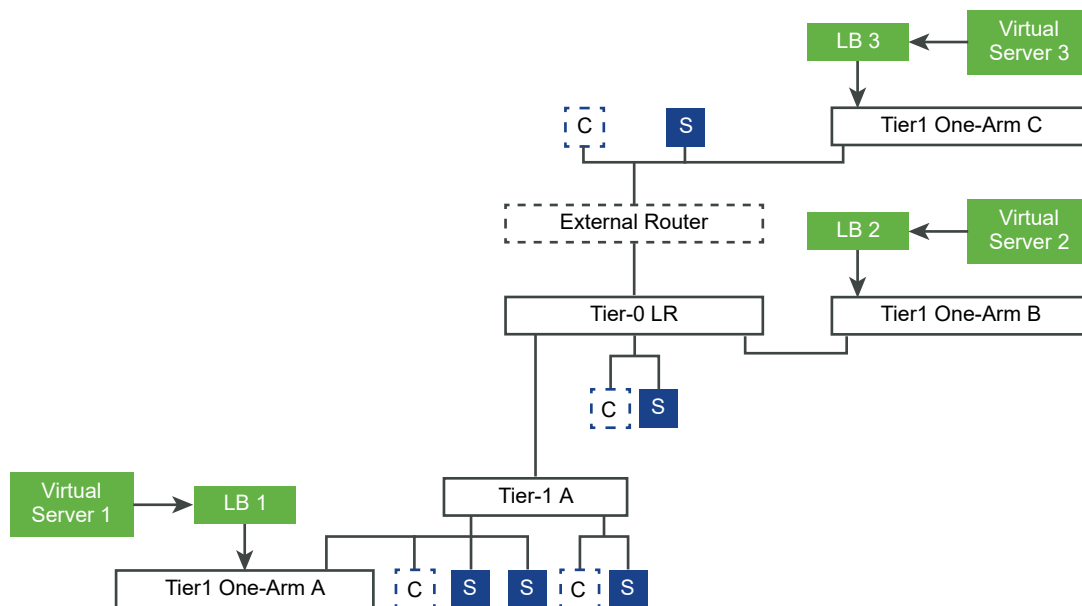 LB 3
Virtual
Server 3
C
S
Tier1 One-Arm C
External Router
LB 2
Virtual
Server 2
Tier-0 LR
Tier1 One-Arm B
C
S
Virtual
Server 1
LB 1
Tier-1 A
Tier1 One-Arm A
C
S
S
C
S